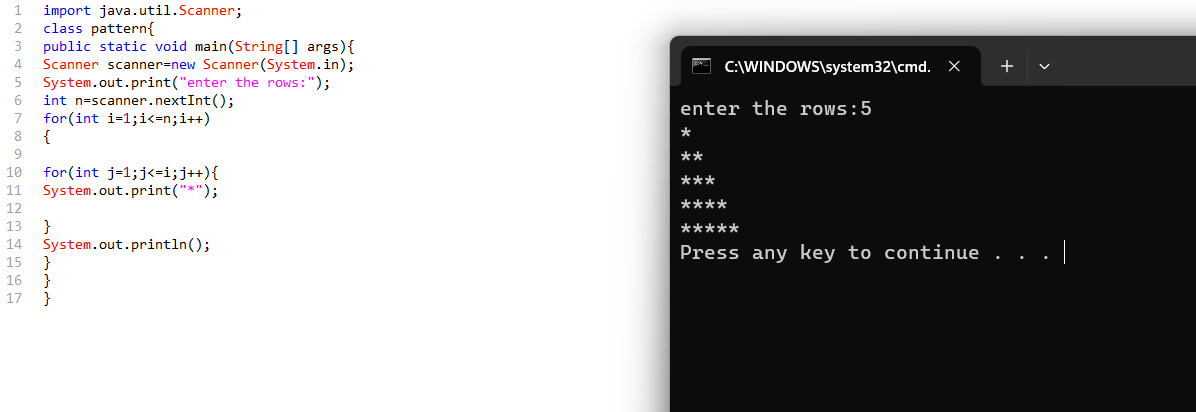 1 import java.util.Scanner;
2 class pattern{
3 public static void main(String[] args){
4 Scanner scanner=new Scanner(System.in);
5 System.out.print("enter the rows:");
6 int n=scanner.nextInt();
7 for(int i=1;i<=n;i++)
8 {
9
10 for(int j=1;j<=i;j++){
11 System.out.print("*");
12
13 }
14 System.out.println();
15 }
16 }
17 }
C:\WINDOWS\system32\cmd.
enter the rows:5
*
**
***
****
*****
Press any key to continue . . .